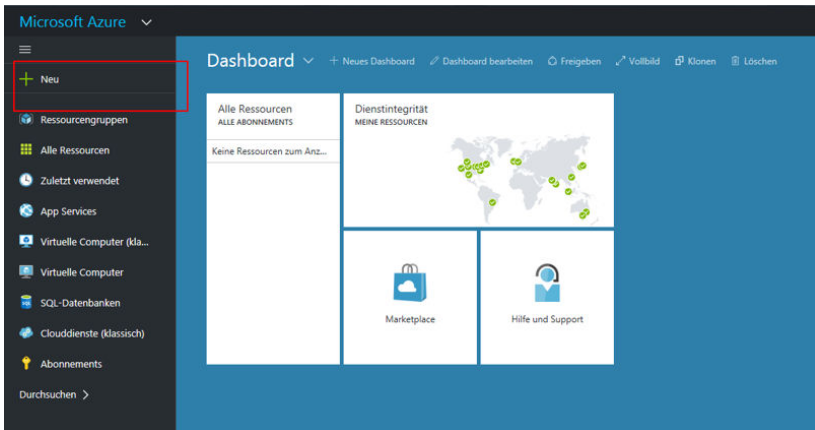 Microsoft Azure
Neu
Ressourcengruppen
Alle Ressourcen
Zuletzt verwendet
App Services
Virtuelle Computer (kla...
Virtuelle Computer
SQL-Datenbanken
Clouddienste (klassisch)
Abonnements
Durchsuchen >
Dashboard + Neues Dashboard Dashboard bearbeiten Freigeben Vollbild Klonen Löschen
Alle Ressourcen
ALLE ABONNEMENTS
Keine Ressourcen zum Anz...
Dienstintegrität
MEINE RESSOURCEN
Marketplace
Hilfe und Support